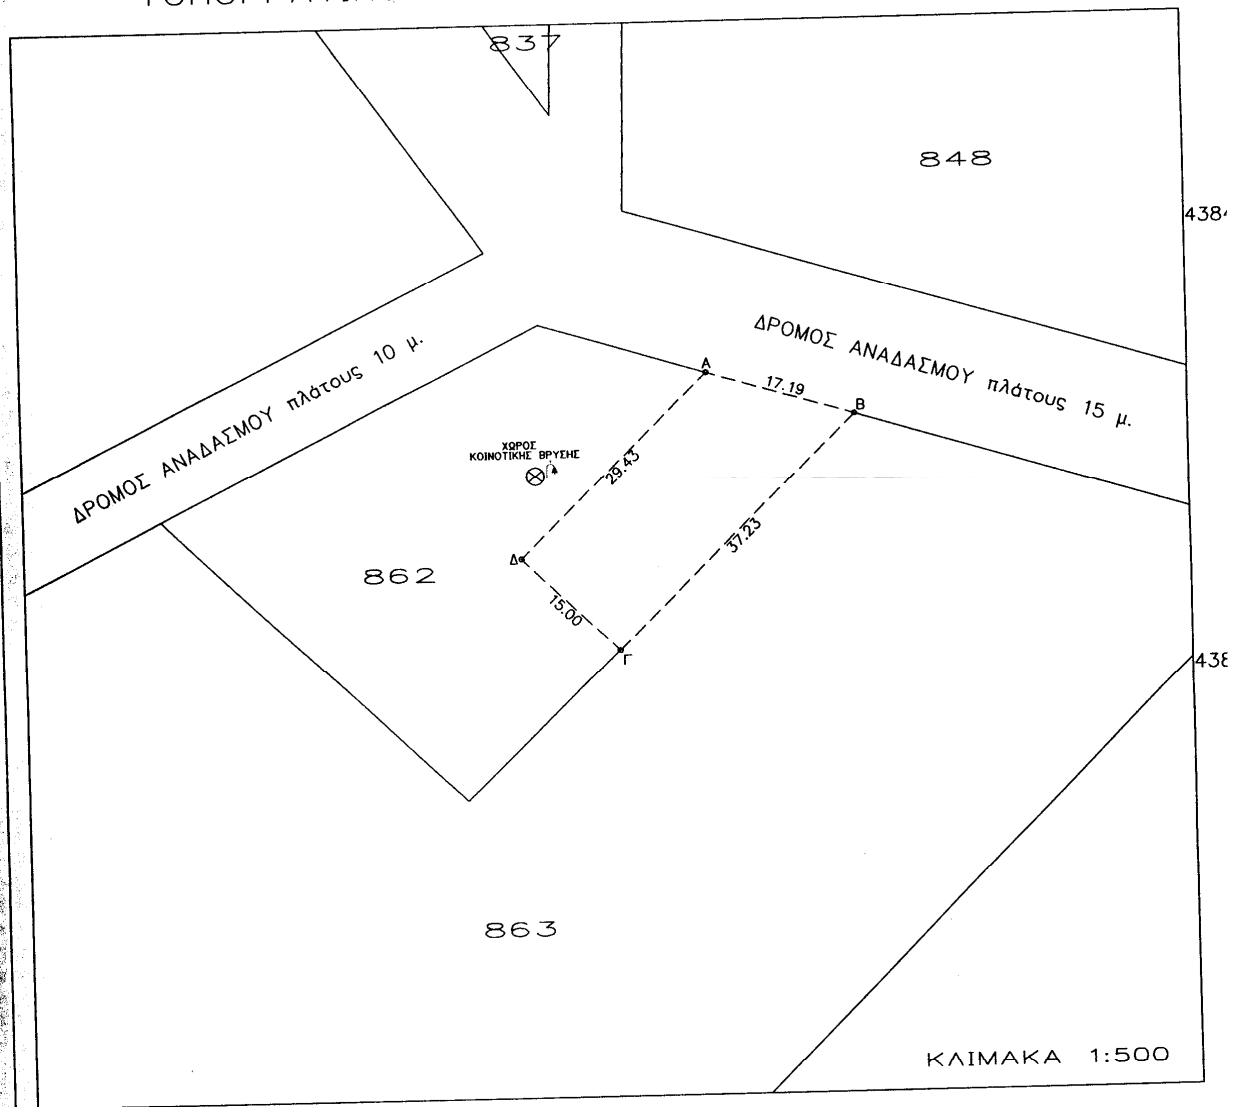 837
848
ΔΡΟΜΟΣ ΑΝΑΔΑΣΜΟΥ πλάτους 15 μ.
ΔΡΟΜΟΣ ΑΝΑΔΑΣΜΟΥ πλάτους 10 μ.
Α
17.19
Β
ΧΩΡΟΣ
ΚΟΙΝΟΤΙΚΗΣ ΒΡΥΣΗΣ
29.43
37.23
Δ
862
15.00
Γ
863
ΚΛΙΜΑΚΑ 1:500